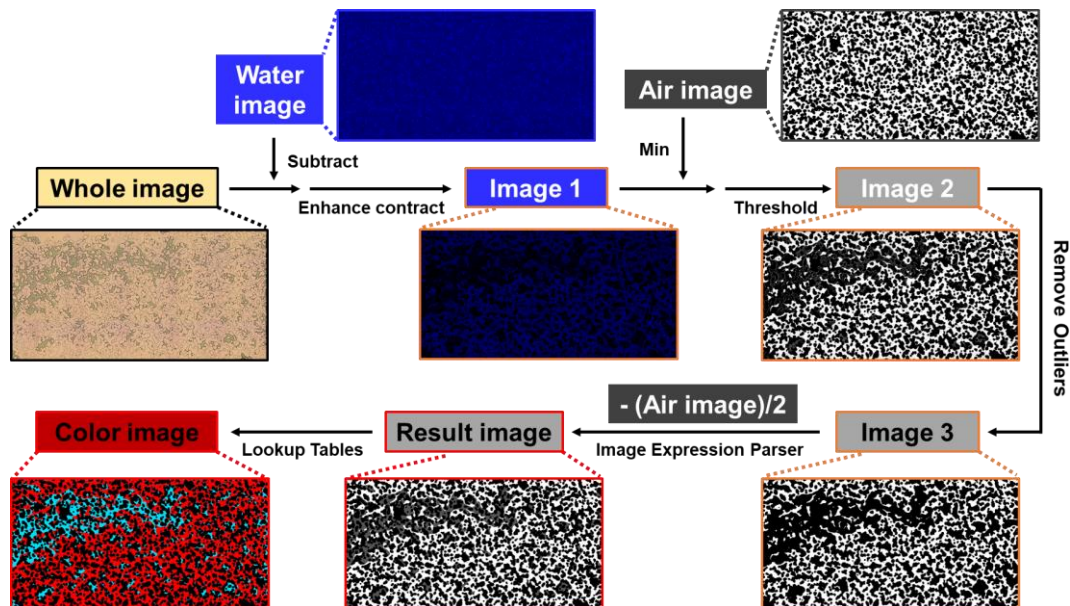 Water
image
Air image
Subtract
Min
Whole image
Enhance contract
Image 1
Threshold
Image 2
Remove Outliers
- (Air image)/2
Color image
Lookup Tables
Result image
Image Expression Parser
Image 3